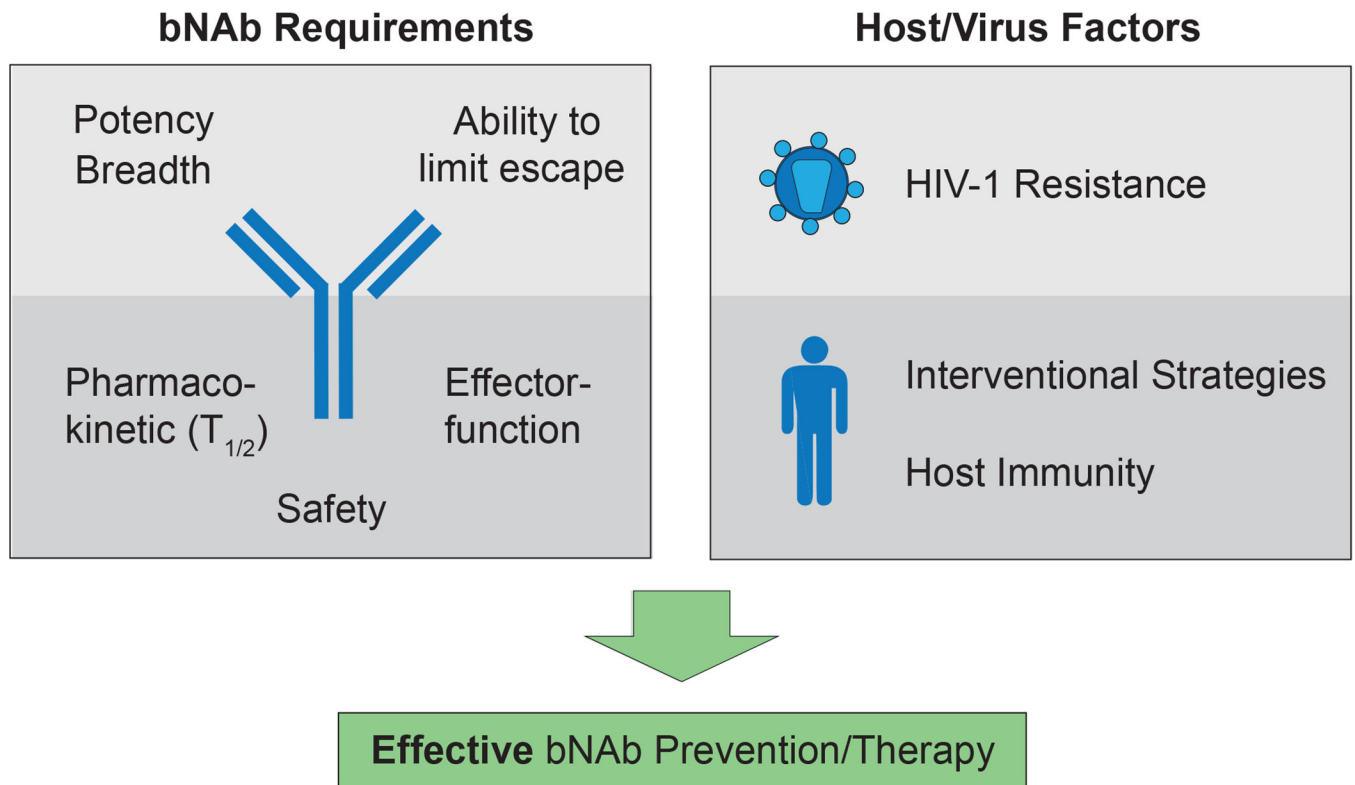 bNAb Requirements
Potency
Breadth
Ability to
limit escape
Pharmaco-
kinetic (T1/2)
Effector-
function
Safety
Host/Virus Factors
HIV-1 Resistance
Interventional Strategies
Host Immunity
Effective bNAb Prevention/Therapy